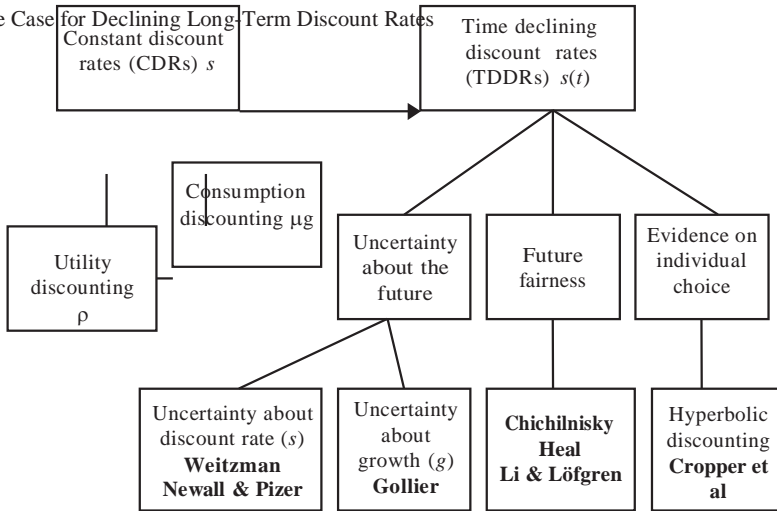 e Case for Declining Long-Term Discount Rates
Constant discount
rates (CDRs) s
Time declining
discount rates
(TDDRs) s(t)
Consumption
discounting μg
Utility
discounting
ρ
Uncertainty
about the
future
Future
fairness
Evidence on
individual
choice
Uncertainty about
discount rate (s)
Weitzman
Newall & Pizer
Uncertainty
about
growth (g)
Gollier
Chichilnisky
Heal
Li & Löfgren
Hyperbolic
discounting
Cropper et
al